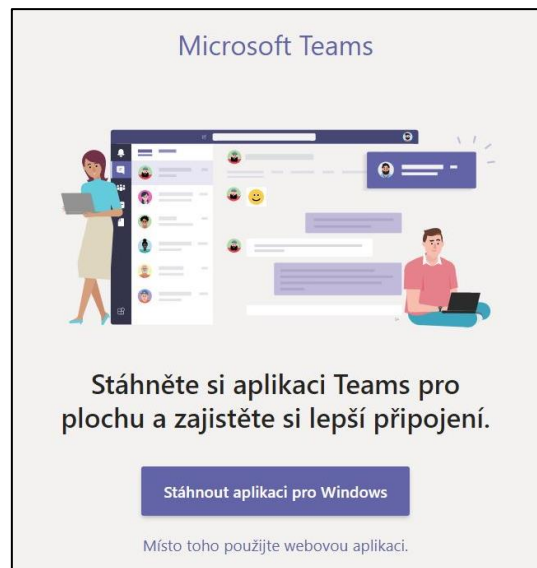 Microsoft Teams
Stáhněte si aplikaci Teams pro
plochu a zajistěte si lepší připojení.
Stáhnout aplikaci pro Windows
Místo toho použijte webovou aplikaci.